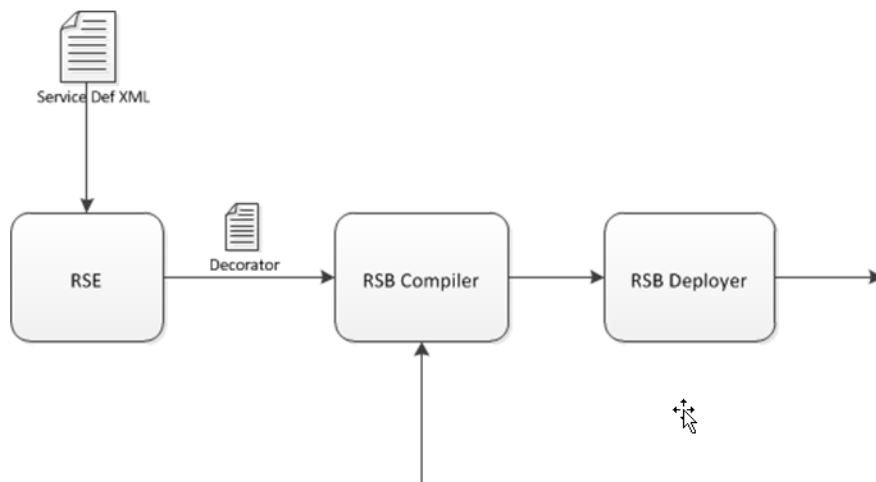 Service Def XML
Decorator
RSE
RSB Compiler
RSB Deployer